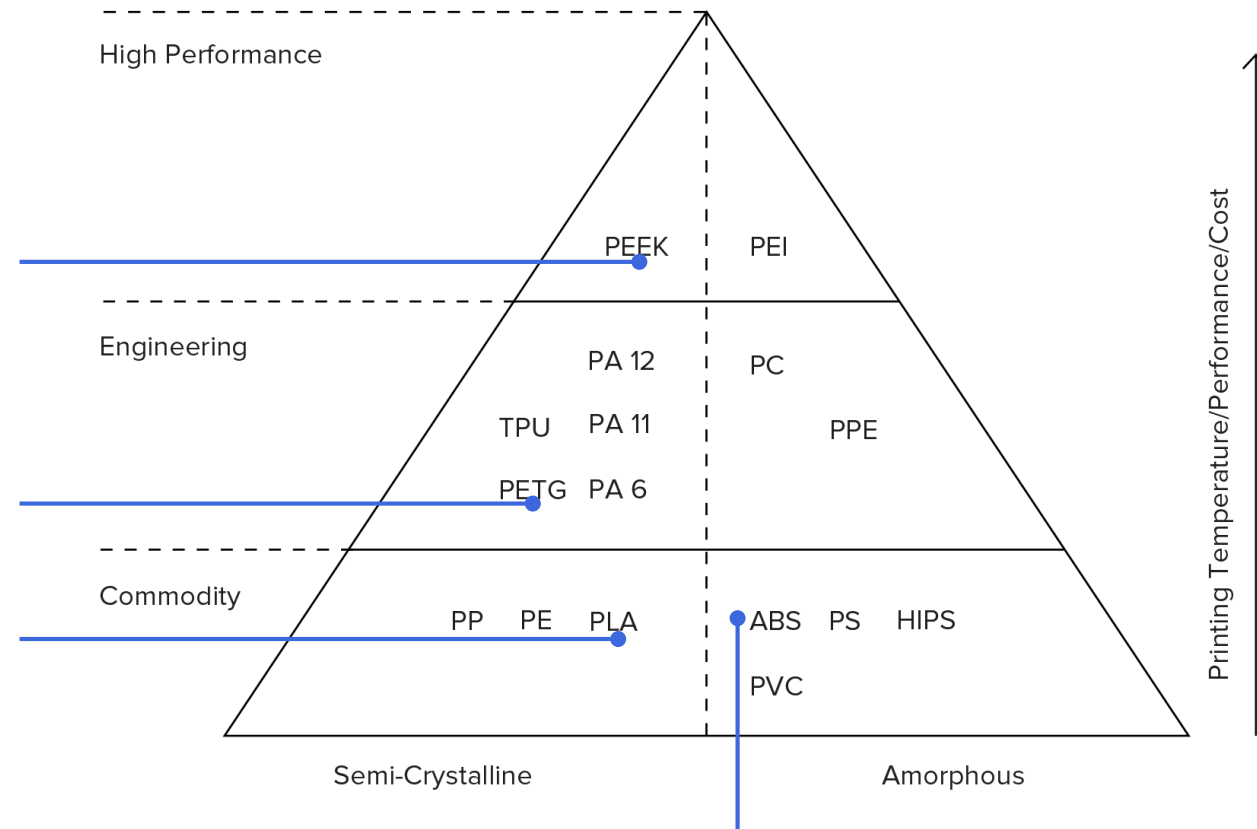 High Performance
PEEK PEI
Engineering
PA 12 PC
TPU PA 11 PPE
PETG PA 6
Commodity
PP PE PLA ABS PS HIPS
PVC
Semi-Crystalline Amorphous
Printing Temperature/Performance/Cost